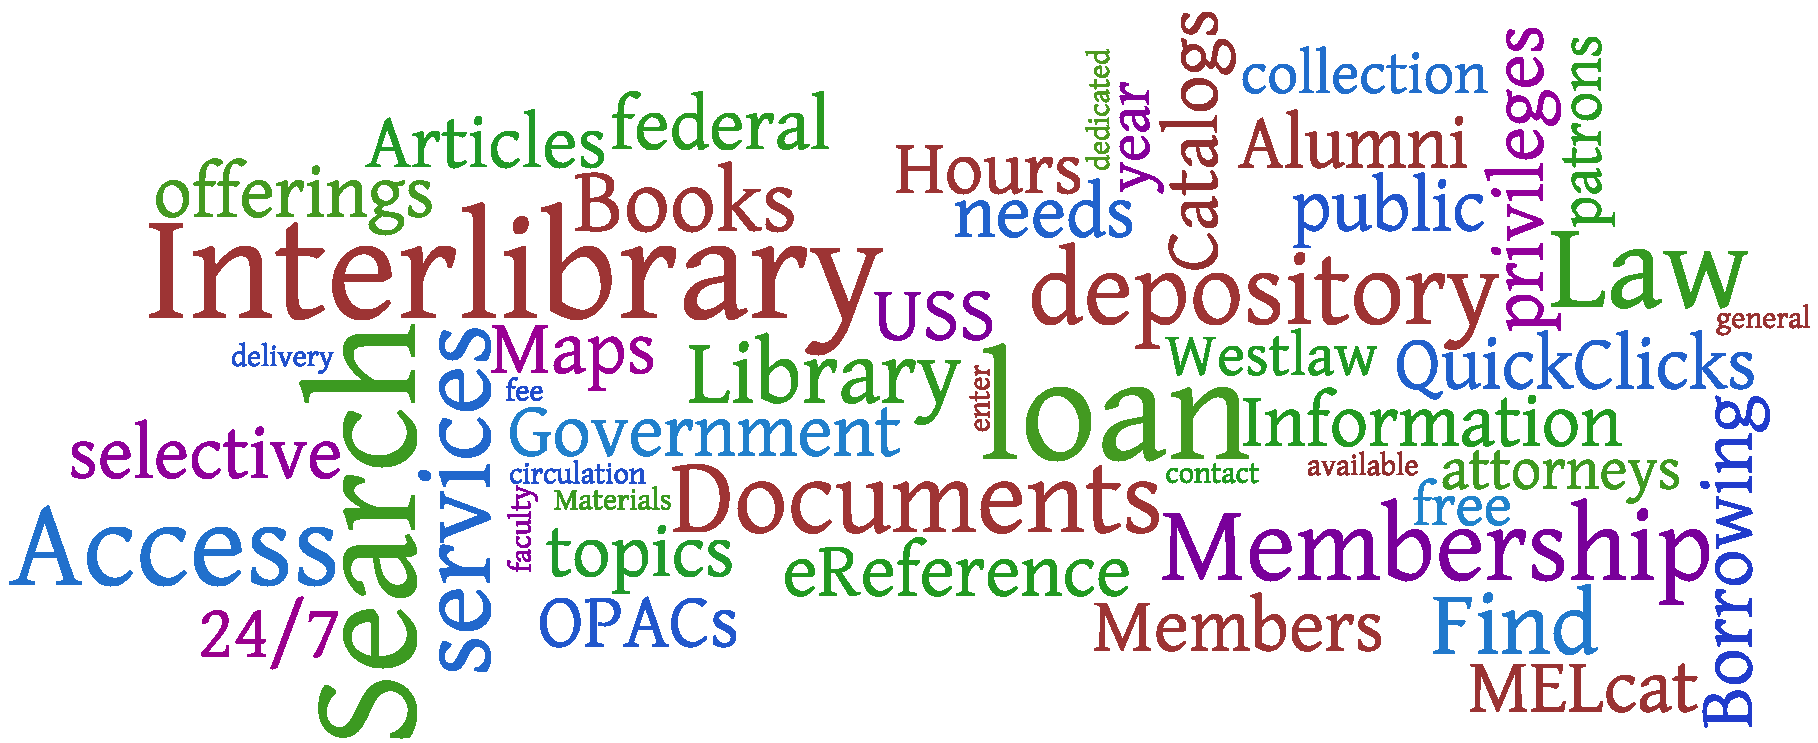 dedicated
year
Catalogs
collection
privileges
patrons
Articles
federal
Hours
Alumni
offerings
Books
needs
public
Interlibrary
USS
depository
Law
general
delivery
Search
services
Maps
Library
enter
loan
Westlaw
QuickClicks
fee
Government
Information
Borrowing
selective
circulation
contact
available
attorneys
faculty
Materials
Documents
free
Access
topics
eReference
Membership
24/7
OPACs
Members
Find
MELcat